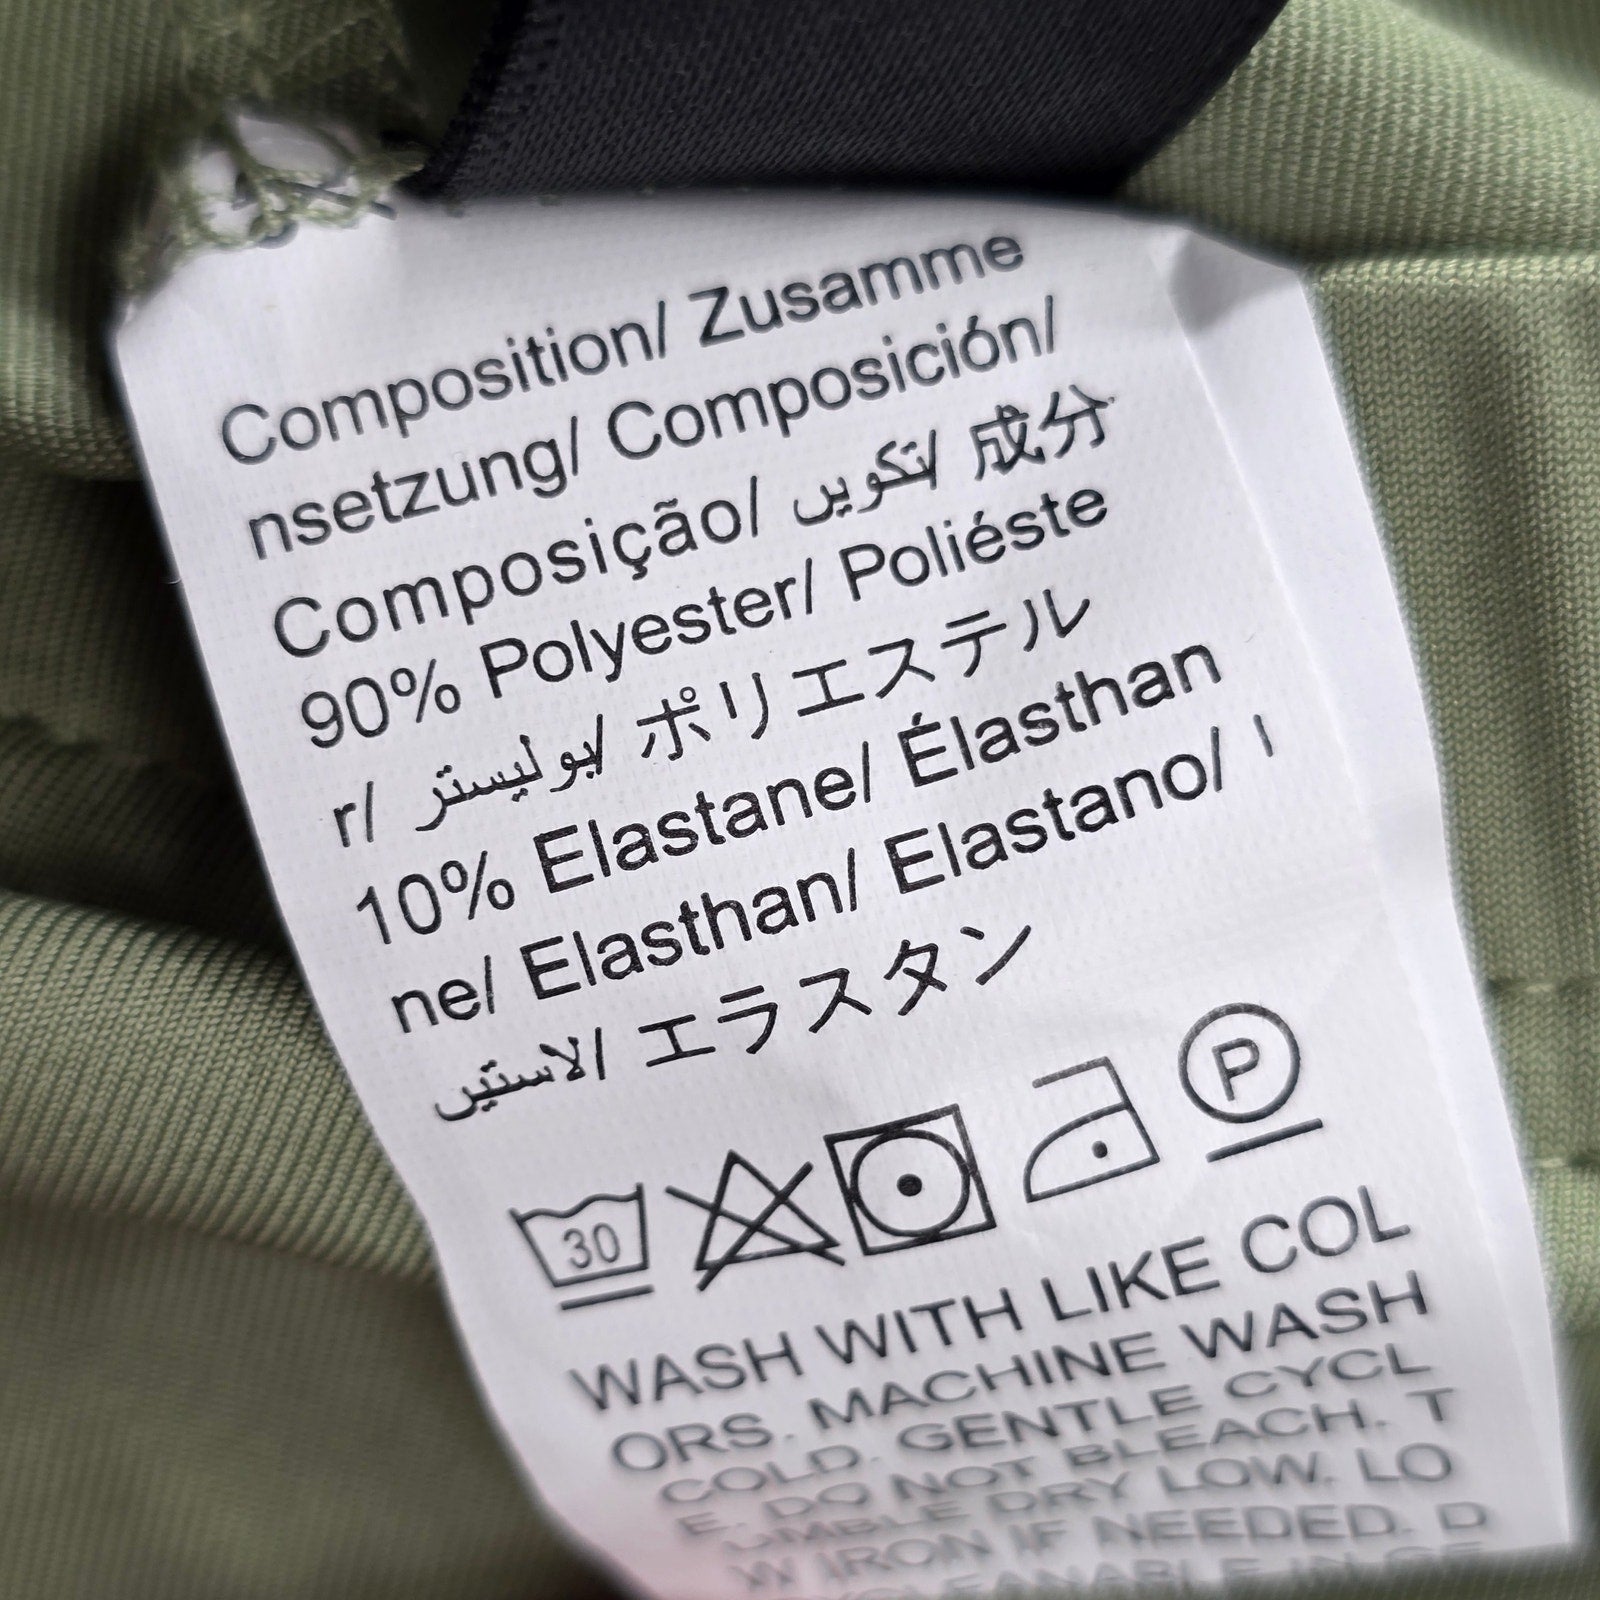 Composition/ Zusamme
nsetzung/ Composición/
Composição/ تكوين/ 成分
90% Polyester/ Poliéste
r/ بوليستر/ ポリエステル
10% Elastane/ Élasthan
ne/ Elasthan/ Elastano/ ا
لاستين/ エラスタン
30 P
WASH WITH LIKE COL
ORS. MACHINE WASH
COLD. GENTLE CYCL
E. DO NOT BLEACH. T
UMBLE DRY LOW. LO
W IRON IF NEEDED. D